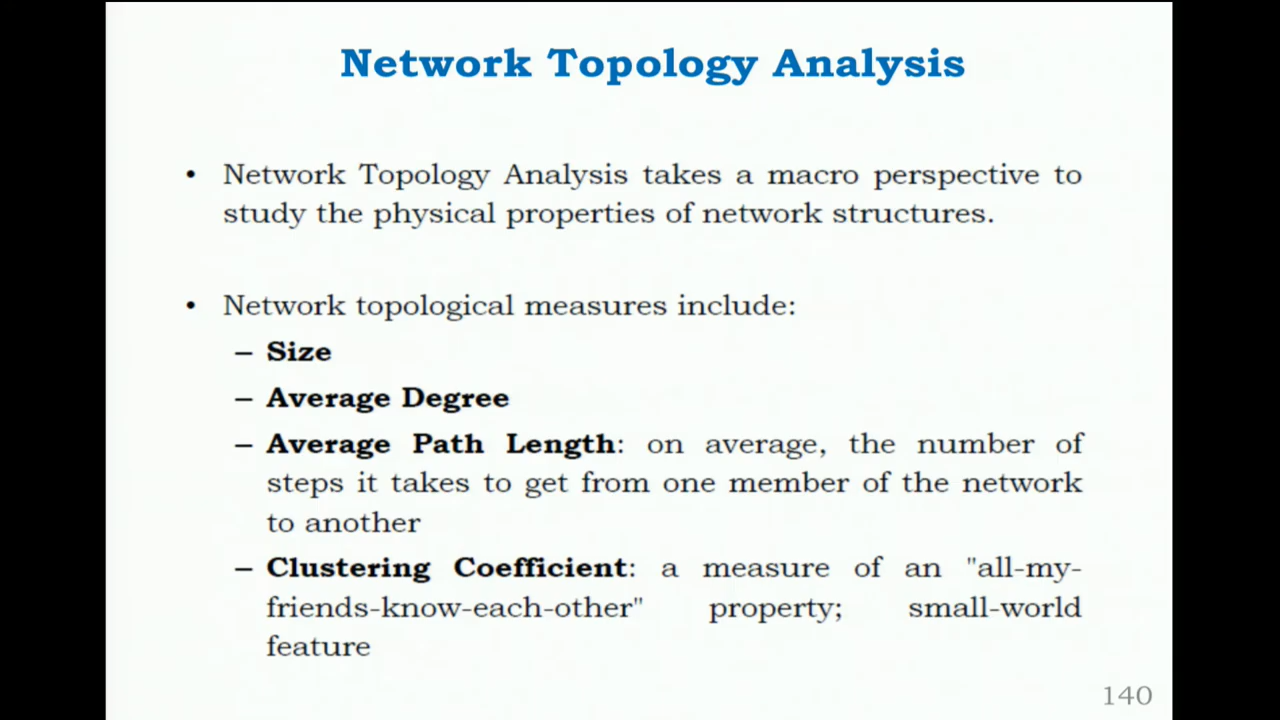 Network Topology Analysis
• Network Topology Analysis takes a macro perspective to
study the physical properties of network structures.
• Network topological measures include:
– Size
– Average Degree
– Average Path Length: on average, the number of
steps it takes to get from one member of the network
to another
– Clustering Coefficient: a measure of an "all-my-
friends-know-each-other" property; small-world
feature
140